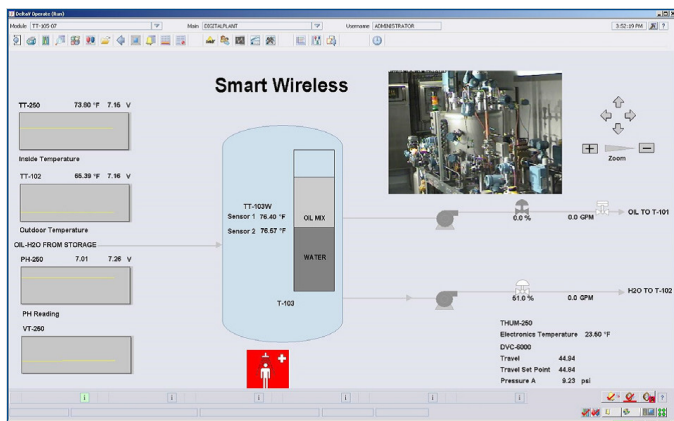 DeltaV Operate (Run)
Module TT-105-07 Main DIGITALPLANT Username ADMINISTRATOR 3:52:19 PM
Smart Wireless
TT-250 73.60 °F 7.16 V
Inside Temperature
TT-102 65.39 °F 7.16 V
Outdoor Temperature
OIL-H2O FROM STORAGE
PH-250 7.01 7.26 V
PH Reading
VT-250
TT-103W
Sensor 1 76.40 °F
Sensor 2 76.57 °F
OIL MIX
WATER
T-103
Zoom
0.0 % 0.0 GPM OIL TO T-101
51.0 % 0.0 GPM H2O TO T-102
THUM-250
Electronics Temperature 23.50 °F
DVC-6000
Travel 44.94
Travel Set Point 44.94
Pressure A 9.23 psi